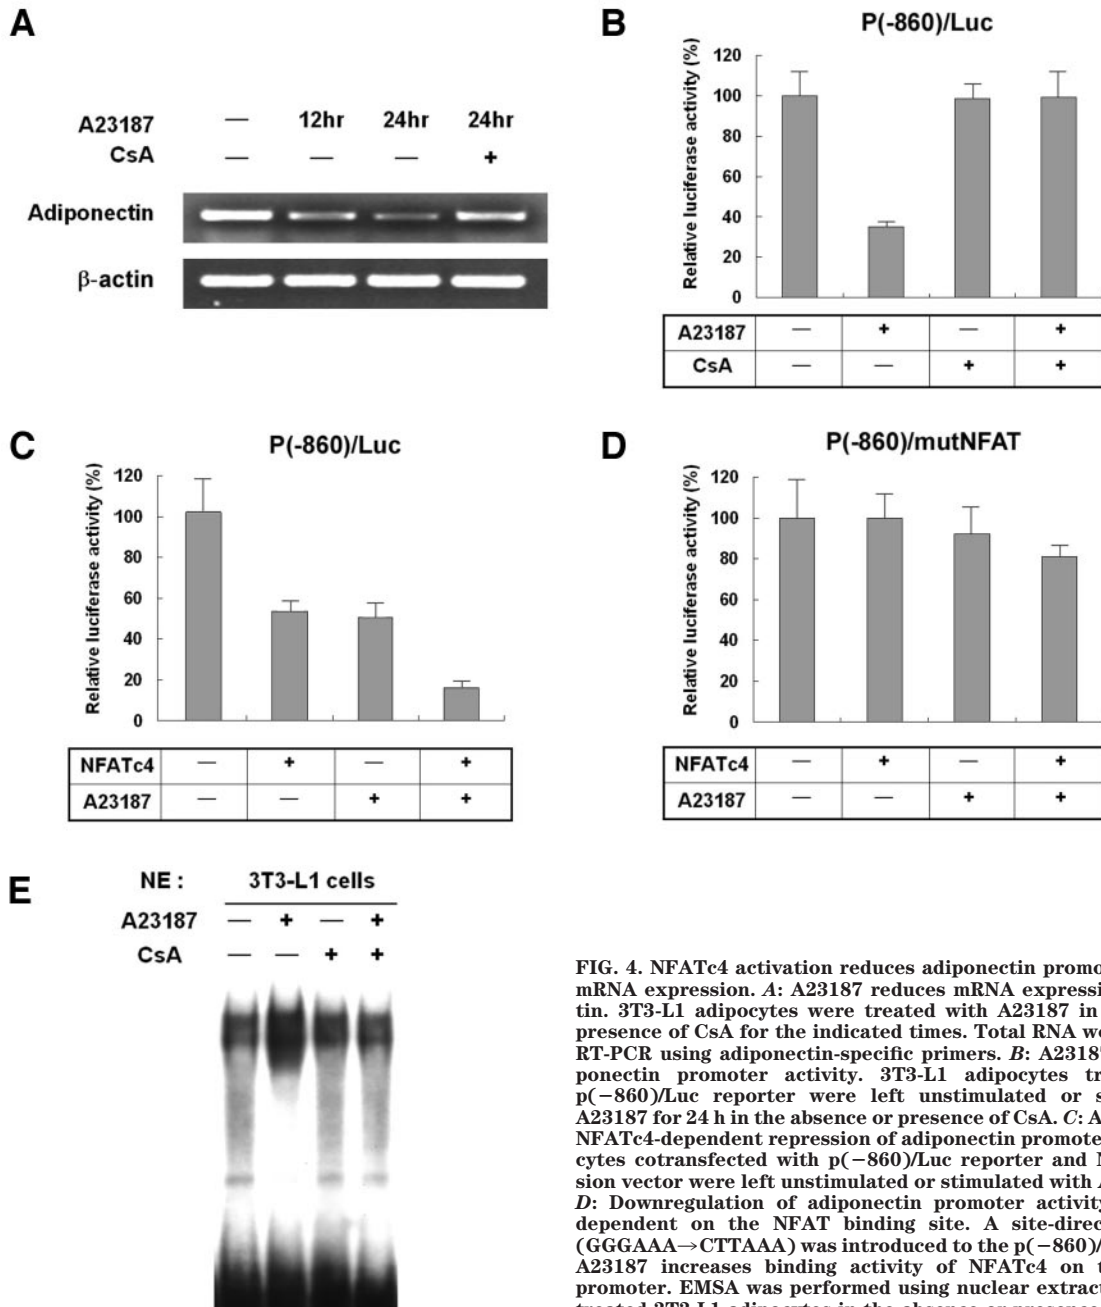 A
A23187 — 12hr 24hr 24hr
CsA — — — +
Adiponectin
β-actin
B
P(-860)/Luc
Relative luciferase activity (%)
120
100
80
60
40
20
0
A23187 — + — +
CsA — — + +
C
P(-860)/Luc
Relative luciferase activity (%)
120
100
80
60
40
20
0
NFATc4 — + — +
A23187 — — + +
D
P(-860)/mutNFAT
Relative luciferase activity (%)
120
100
80
60
40
20
0
NFATc4 — + — +
A23187 — — + +
E
NE : 3T3-L1 cells
A23187 — + — +
CsA — — + +
FIG. 4. NFATc4 activation reduces adiponectin promo
mRNA expression. A: A23187 reduces mRNA expressi
tin. 3T3-L1 adipocytes were treated with A23187 in
presence of CsA for the indicated times. Total RNA we
RT-PCR using adiponectin-specific primers. B: A2318
ponectin promoter activity. 3T3-L1 adipocytes tr
p(−860)/Luc reporter were left unstimulated or s
A23187 for 24 h in the absence or presence of CsA. C: A
NFATc4-dependent repression of adiponectin promote
cytes cotransfected with p(−860)/Luc reporter and N
sion vector were left unstimulated or stimulated with A
D: Downregulation of adiponectin promoter activity
dependent on the NFAT binding site. A site-direc
(GGGAAA→CTTAAA) was introduced to the p(−860)/
A23187 increases binding activity of NFATc4 on t
promoter. EMSA was performed using nuclear extract
treated 3T3-L1 adipocytes in the absence or presence